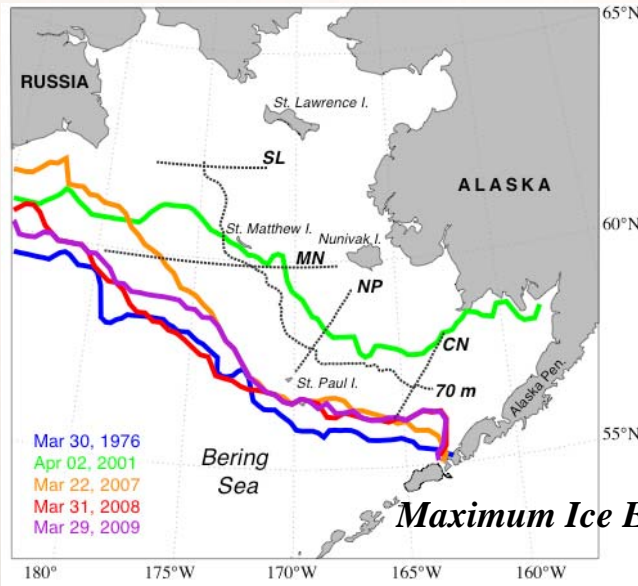 65°N
RUSSIA
St. Lawrence I.
SL
ALASKA
60°N
St. Matthew I.
Nunivak I.
MN
NP
CN
St. Paul I.
70 m
Alaska Pen.
55°N
Mar 30, 1976
Apr 02, 2001
Mar 22, 2007
Mar 31, 2008
Mar 29, 2009
Bering
Sea
Maximum Ice E
180°
175°W
170°W
165°W
160°W